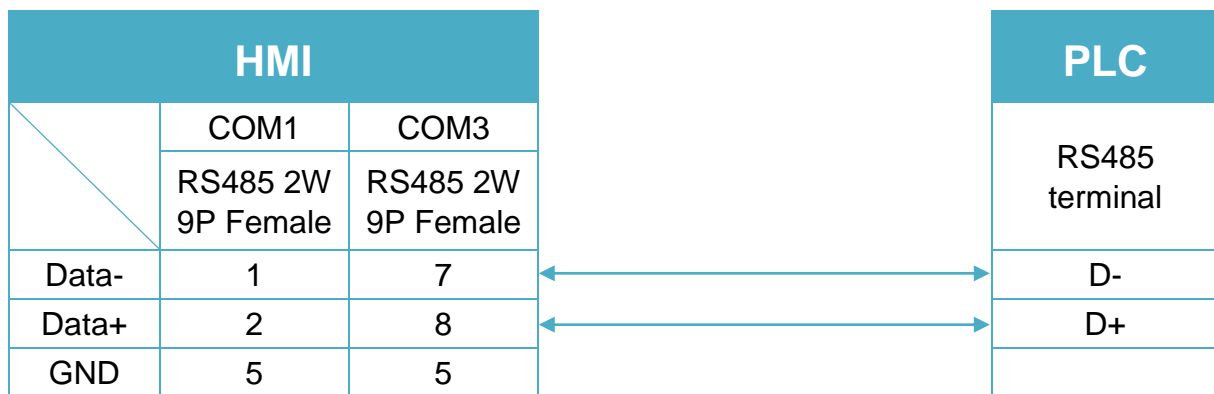 HMI PLC
COM1 COM3
RS485 2W RS485 2W RS485
9P Female 9P Female terminal
Data- 1 7 D-
Data+ 2 8 D+
GND 5 5